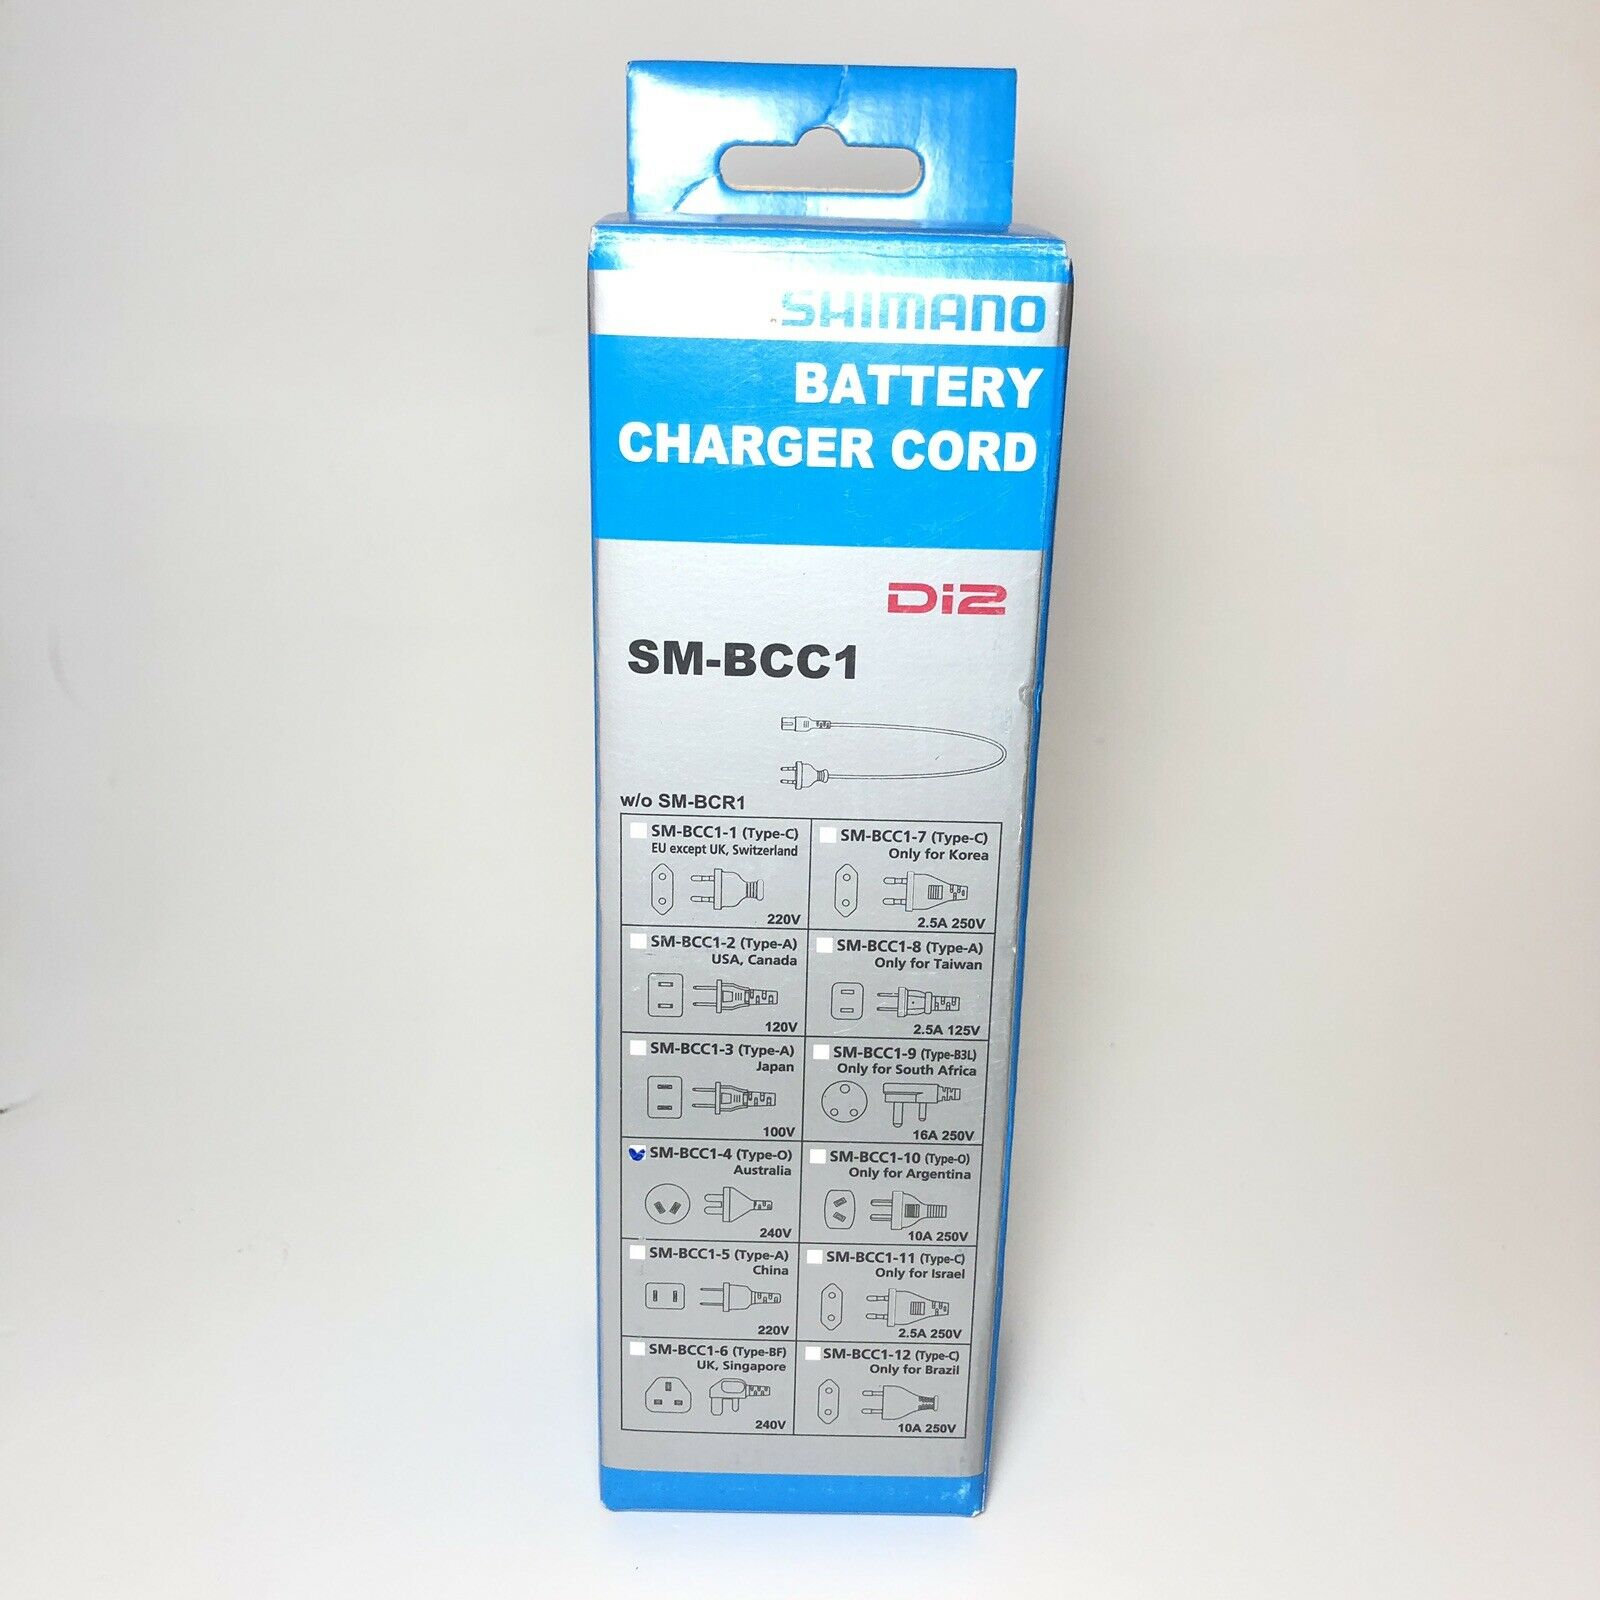 SHIMANO
BATTERY
CHARGER CORD
Di2
SM-BCC1
w/o SM-BCR1
SM-BCC1-1 (Type-C)
EU except UK, Switzerland
220V
SM-BCC1-7 (Type-C)
Only for Korea
2.5A 250V
SM-BCC1-2 (Type-A)
USA, Canada
120V
SM-BCC1-8 (Type-A)
Only for Taiwan
2.5A 125V
SM-BCC1-3 (Type-A)
Japan
100V
SM-BCC1-9 (Type-B3L)
Only for South Africa
16A 250V
SM-BCC1-4 (Type-O)
Australia
240V
SM-BCC1-10 (Type-O)
Only for Argentina
10A 250V
SM-BCC1-5 (Type-A)
China
220V
SM-BCC1-11 (Type-C)
Only for Israel
2.5A 250V
SM-BCC1-6 (Type-BF)
UK, Singapore
240V
SM-BCC1-12 (Type-C)
Only for Brazil
10A 250V